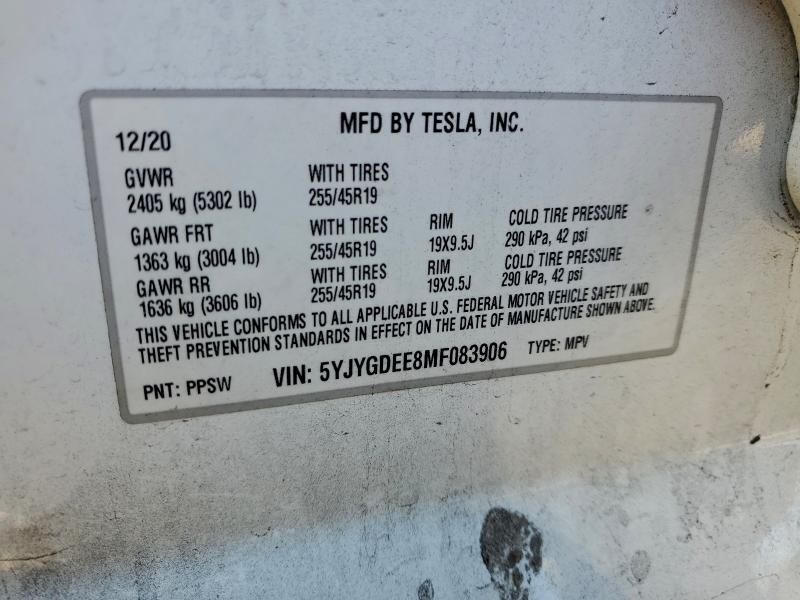 MFD BY TESLA, INC.
12/20
GVWR WITH TIRES
2405 kg (5302 lb) 255/45R19
GAWR FRT WITH TIRES RIM COLD TIRE PRESSURE
1363 kg (3004 lb) 255/45R19 19X9.5J 290 kPa, 42 psi
GAWR RR WITH TIRES RIM COLD TIRE PRESSURE
1636 kg (3606 lb) 255/45R19 19X9.5J 290 kPa, 42 psi
THIS VEHICLE CONFORMS TO ALL APPLICABLE U.S. FEDERAL MOTOR VEHICLE SAFETY AND
THEFT PREVENTION STANDARDS IN EFFECT ON THE DATE OF MANUFACTURE SHOWN ABOVE.
PNT: PPSW VIN: 5YJYGDEE8MF083906 TYPE: MPV